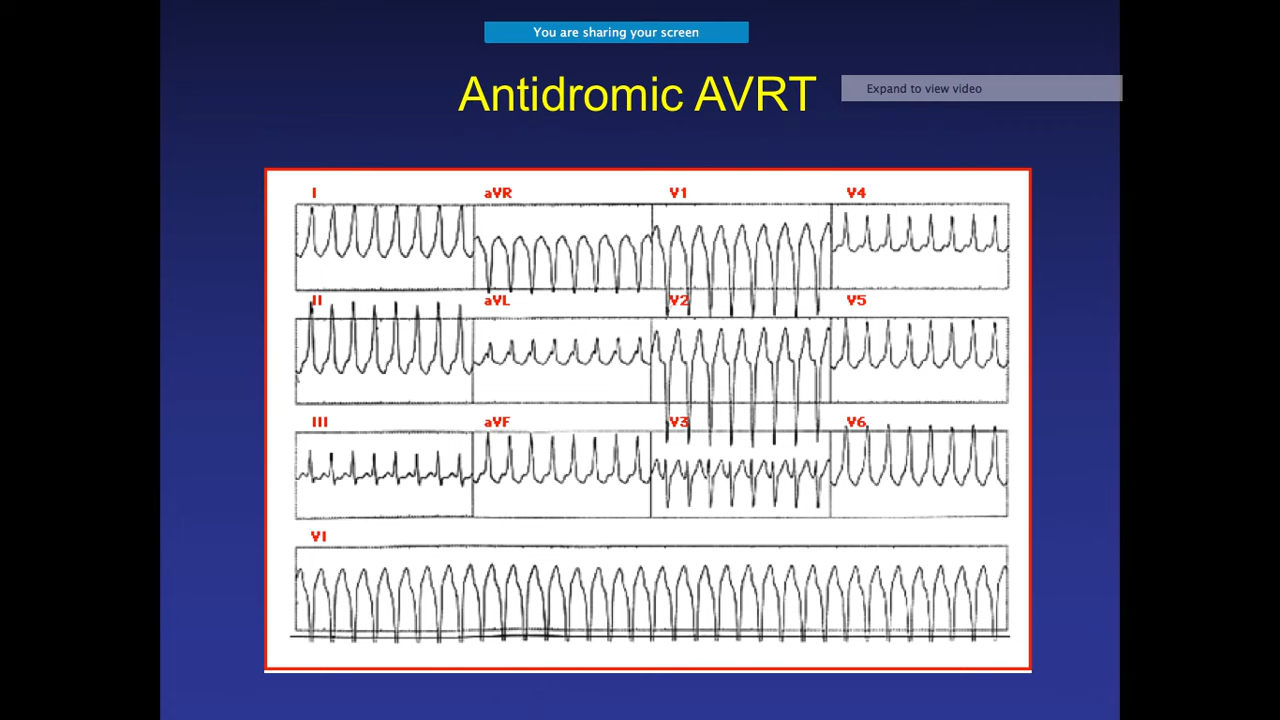 You are sharing your screen
Antidromic AVRT
Expand to view video
I aVR V1 V4
II aVL V2 V5
III aVF V3 V6
V1